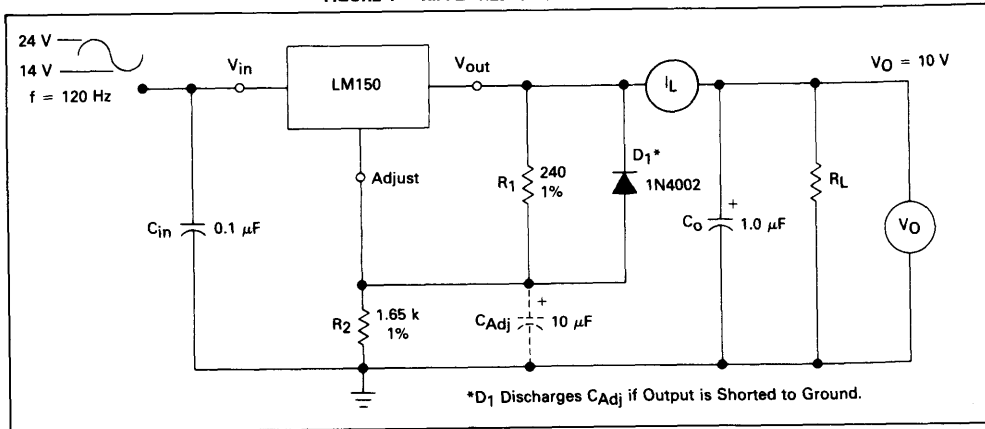 24 V
14 V
f = 120 Hz
Vin
LM150
Vout
IL
VO = 10 V
Adjust
R1
240
1%
D1*
1N4002
Cin
0.1 µF
Co
+
1.0 µF
RL
VO
R2
1.65 k
1%
CAdj
+
10 µF
*D1 Discharges CAdj if Output is Shorted to Ground.